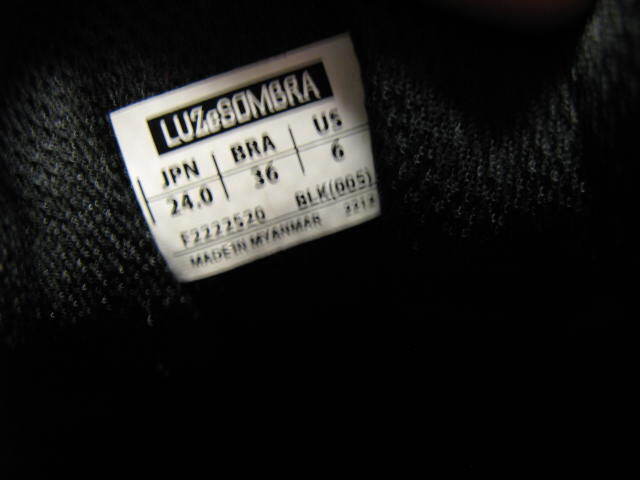 LUZeSOMBRA
JPN BRA US
24.0 36 6
F2222520 BLK(005)
MADE IN MYANMAR